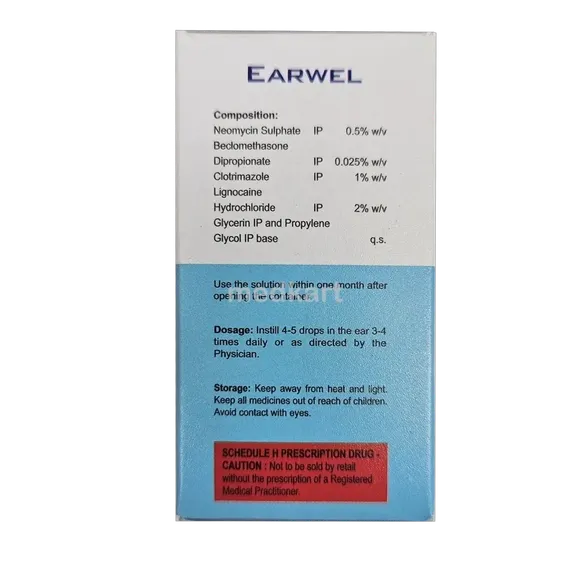 EARWEL
Composition:
Neomycin Sulphate IP 0.5% w/v
Beclomethasone
Dipropionate IP 0.025% w/v
Clotrimazole IP 1% w/v
Lignocaine
Hydrochloride IP 2% w/v
Glycerin IP and Propylene
Glycol IP base q.s.
Use the solution within one month after
opening the container.
medkart
Dosage: Instill 4-5 drops in the ear 3-4
times daily or as directed by the
Physician.
Storage: Keep away from heat and light.
Keep all medicines out of reach of children.
Avoid contact with eyes.
SCHEDULE H PRESCRIPTION DRUG -
CAUTION : Not to be sold by retail
without the prescription of a Registered
Medical Practitioner.